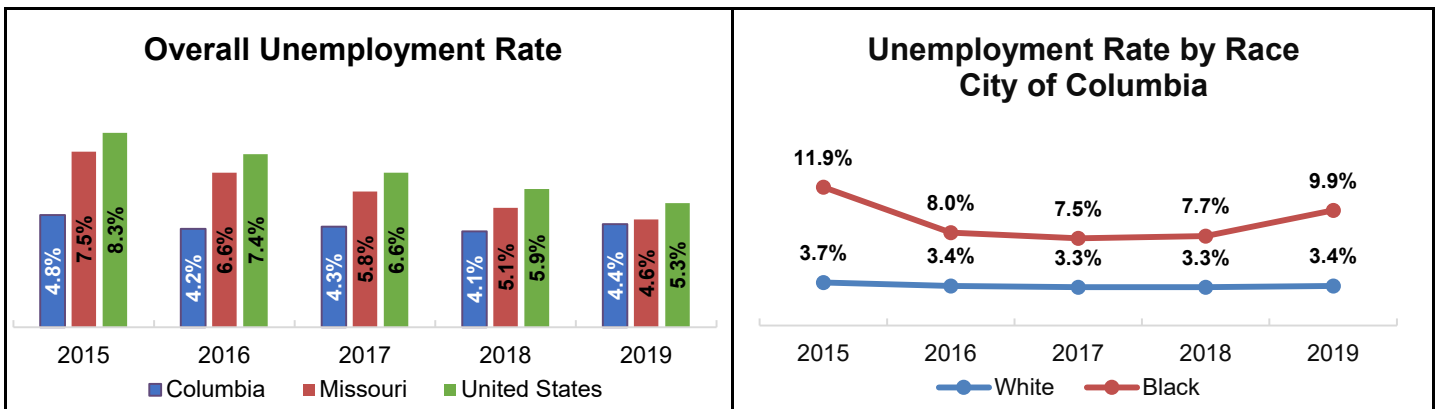 Overall Unemployment Rate
4.8%
7.5%
8.3%
4.2%
6.6%
7.4%
4.3%
5.8%
6.6%
4.1%
5.1%
5.9%
4.4%
4.6%
5.3%
2015 2016 2017 2018 2019
Columbia Missouri United States
Unemployment Rate by Race
City of Columbia
11.9% 8.0% 7.5% 7.7% 9.9%
3.7% 3.4% 3.3% 3.3% 3.4%
2015 2016 2017 2018 2019
White Black